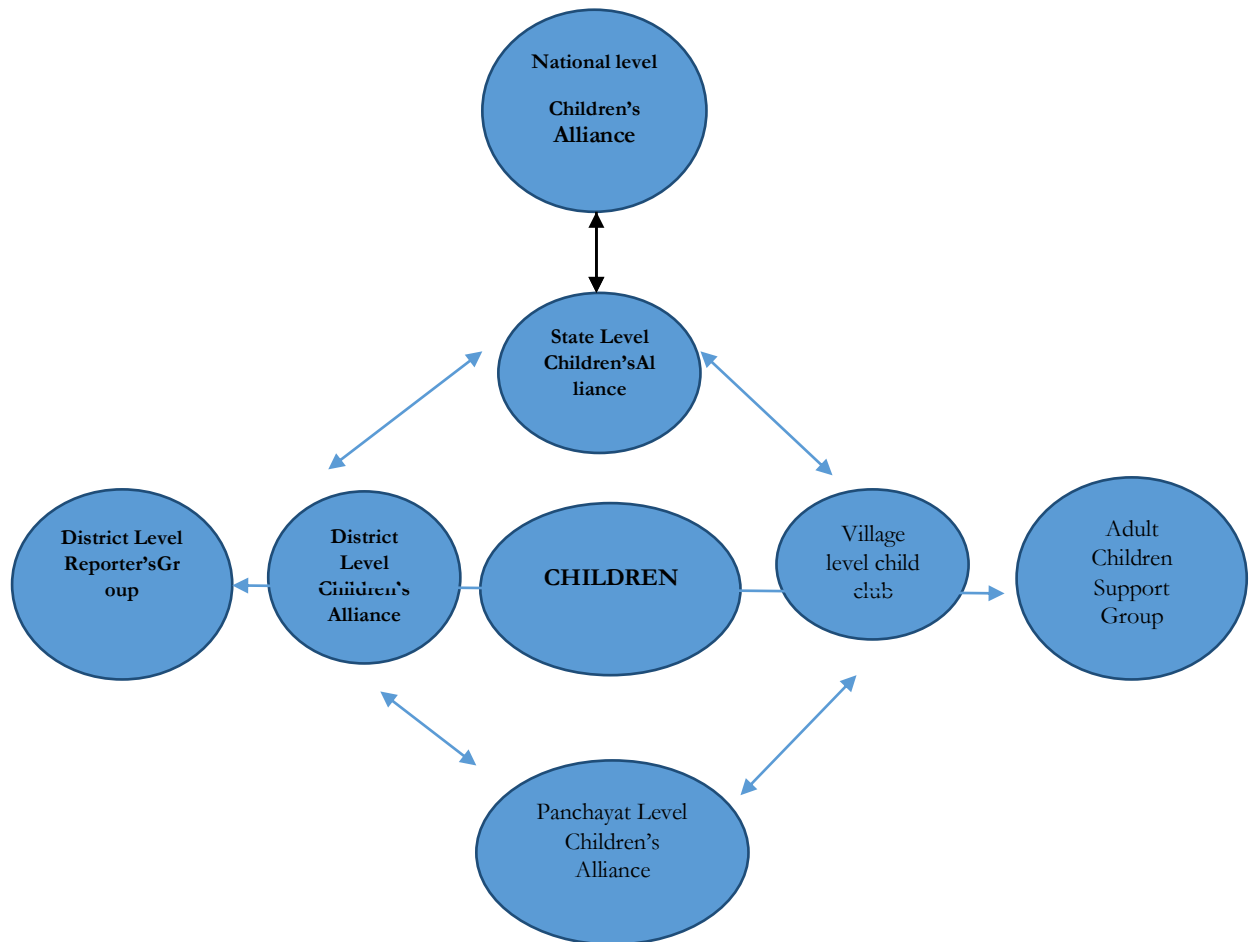 National level
Children’s
Alliance
State Level
Children’sAl
liance
District Level
Reporter’sGr
oup
District
Level
Children’s
Alliance
CHILDREN
Village
level child
club
Adult
Children
Support
Group
Panchayat Level
Children’s
Alliance